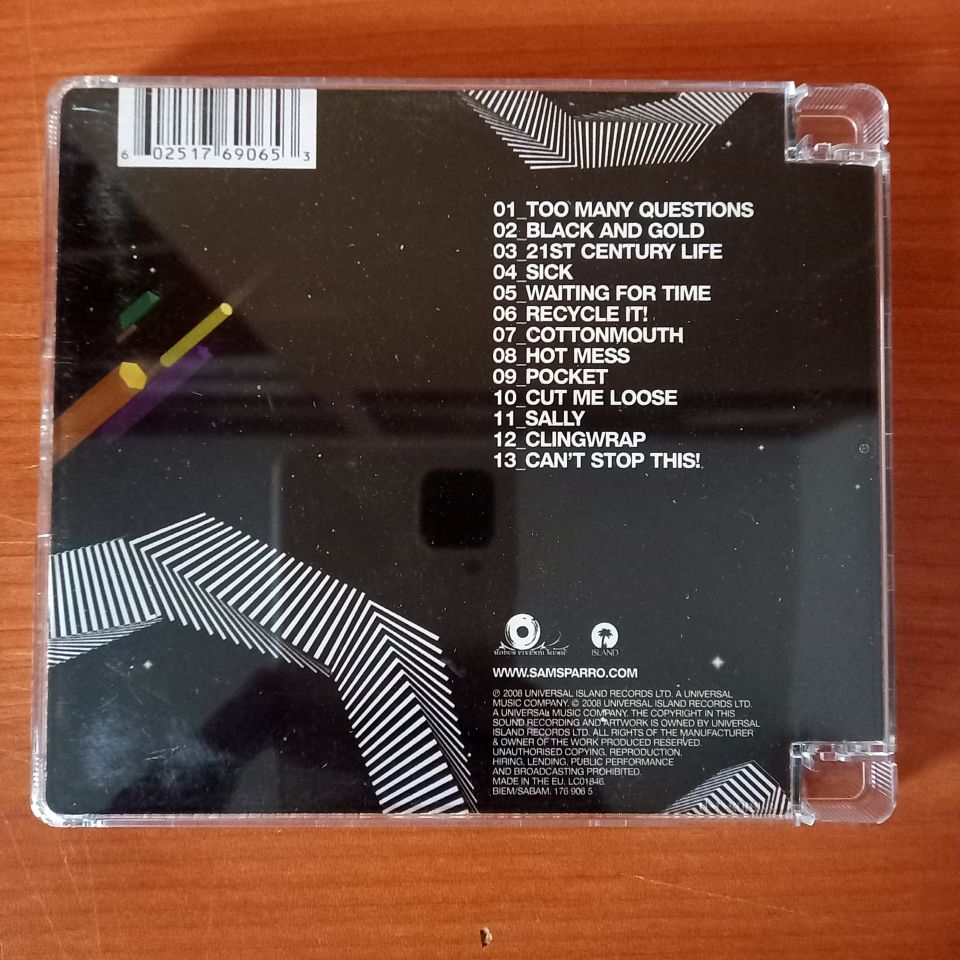 6 02517 69065 3
01_TOO MANY QUESTIONS
02_BLACK AND GOLD
03_21ST CENTURY LIFE
04_SICK
05_WAITING FOR TIME
06_RECYCLE IT!
07_COTTONMOUTH
08_HOT MESS
09_POCKET
10_CUT ME LOOSE
11_SALLY
12_CLINGWRAP
13_CAN'T STOP THIS!
MODUS VIVENDI MUSIC
ISLAND
WWW.SAMSPARRO.COM
℗ 2008 UNIVERSAL ISLAND RECORDS LTD. A UNIVERSAL
MUSIC COMPANY. © 2008 UNIVERSAL ISLAND RECORDS LTD.
A UNIVERSAL MUSIC COMPANY. THE COPYRIGHT IN THIS
SOUND RECORDING AND ARTWORK IS OWNED BY UNIVERSAL
ISLAND RECORDS LTD. ALL RIGHTS OF THE MANUFACTURER
& OWNER OF THE WORK PRODUCED RESERVED.
UNAUTHORISED COPYING, REPRODUCTION,
HIRING, LENDING, PUBLIC PERFORMANCE
AND BROADCASTING PROHIBITED.
MADE IN THE EU. LC01846.
BIEM/SABAM. 176 906 5